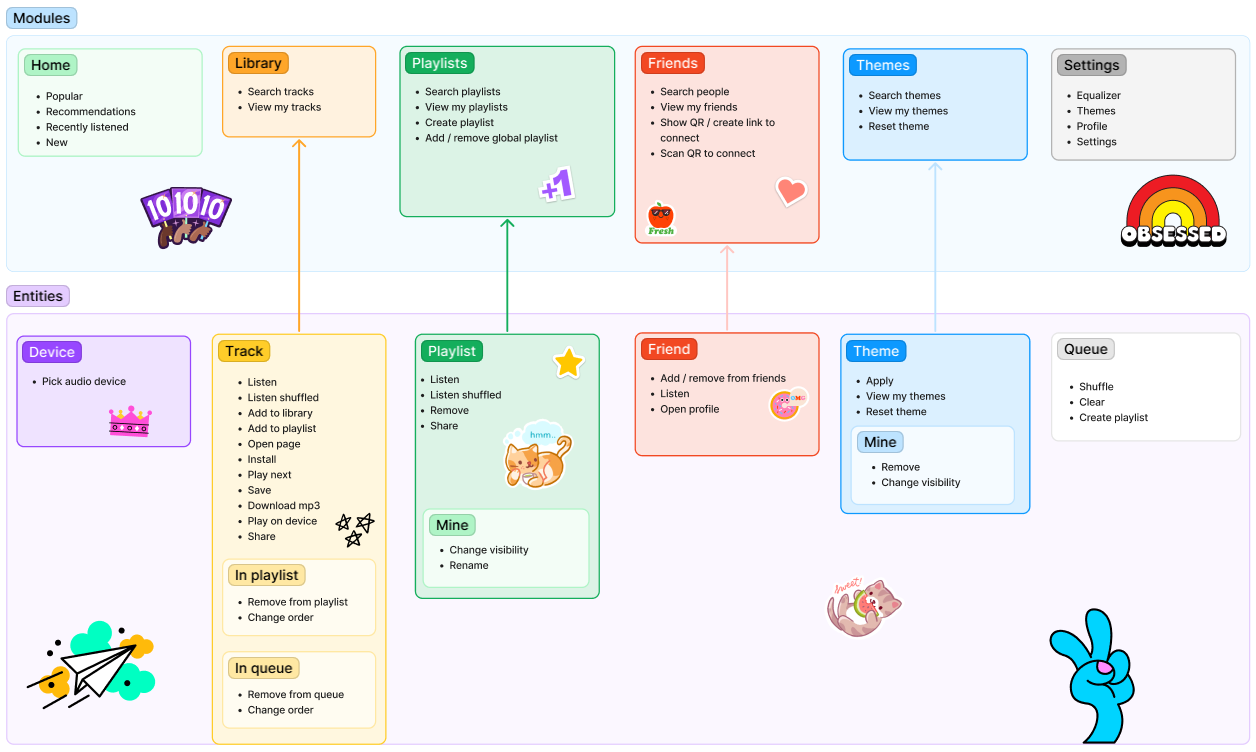 Modules
Home
Popular
Recommendations
Recently listened
New
Library
Search tracks
View my tracks
Playlists
Search playlists
View my playlists
Create playlist
Add / remove global playlist
+1
Friends
Search people
View my friends
Show QR / create link to
connect
Scan QR to connect
Fresh
Themes
Search themes
View my themes
Reset theme
Settings
Equalizer
Themes
Profile
Settings
10 10 10
OBSESSED
Entities
Device
Pick audio device
Track
Listen
Listen shuffled
Add to library
Add to playlist
Open page
Install
Play next
Save
Download mp3
Play on device
Share
In playlist
Remove from playlist
Change order
In queue
Remove from queue
Change order
Playlist
Listen
Listen shuffled
Remove
Share
hmm..
Mine
Change visibility
Rename
Friend
Add / remove from friends
Listen
Open profile
OMG
Theme
Apply
View my themes
Reset theme
Mine
Remove
Change visibility
Queue
Shuffle
Clear
Create playlist
sweet!